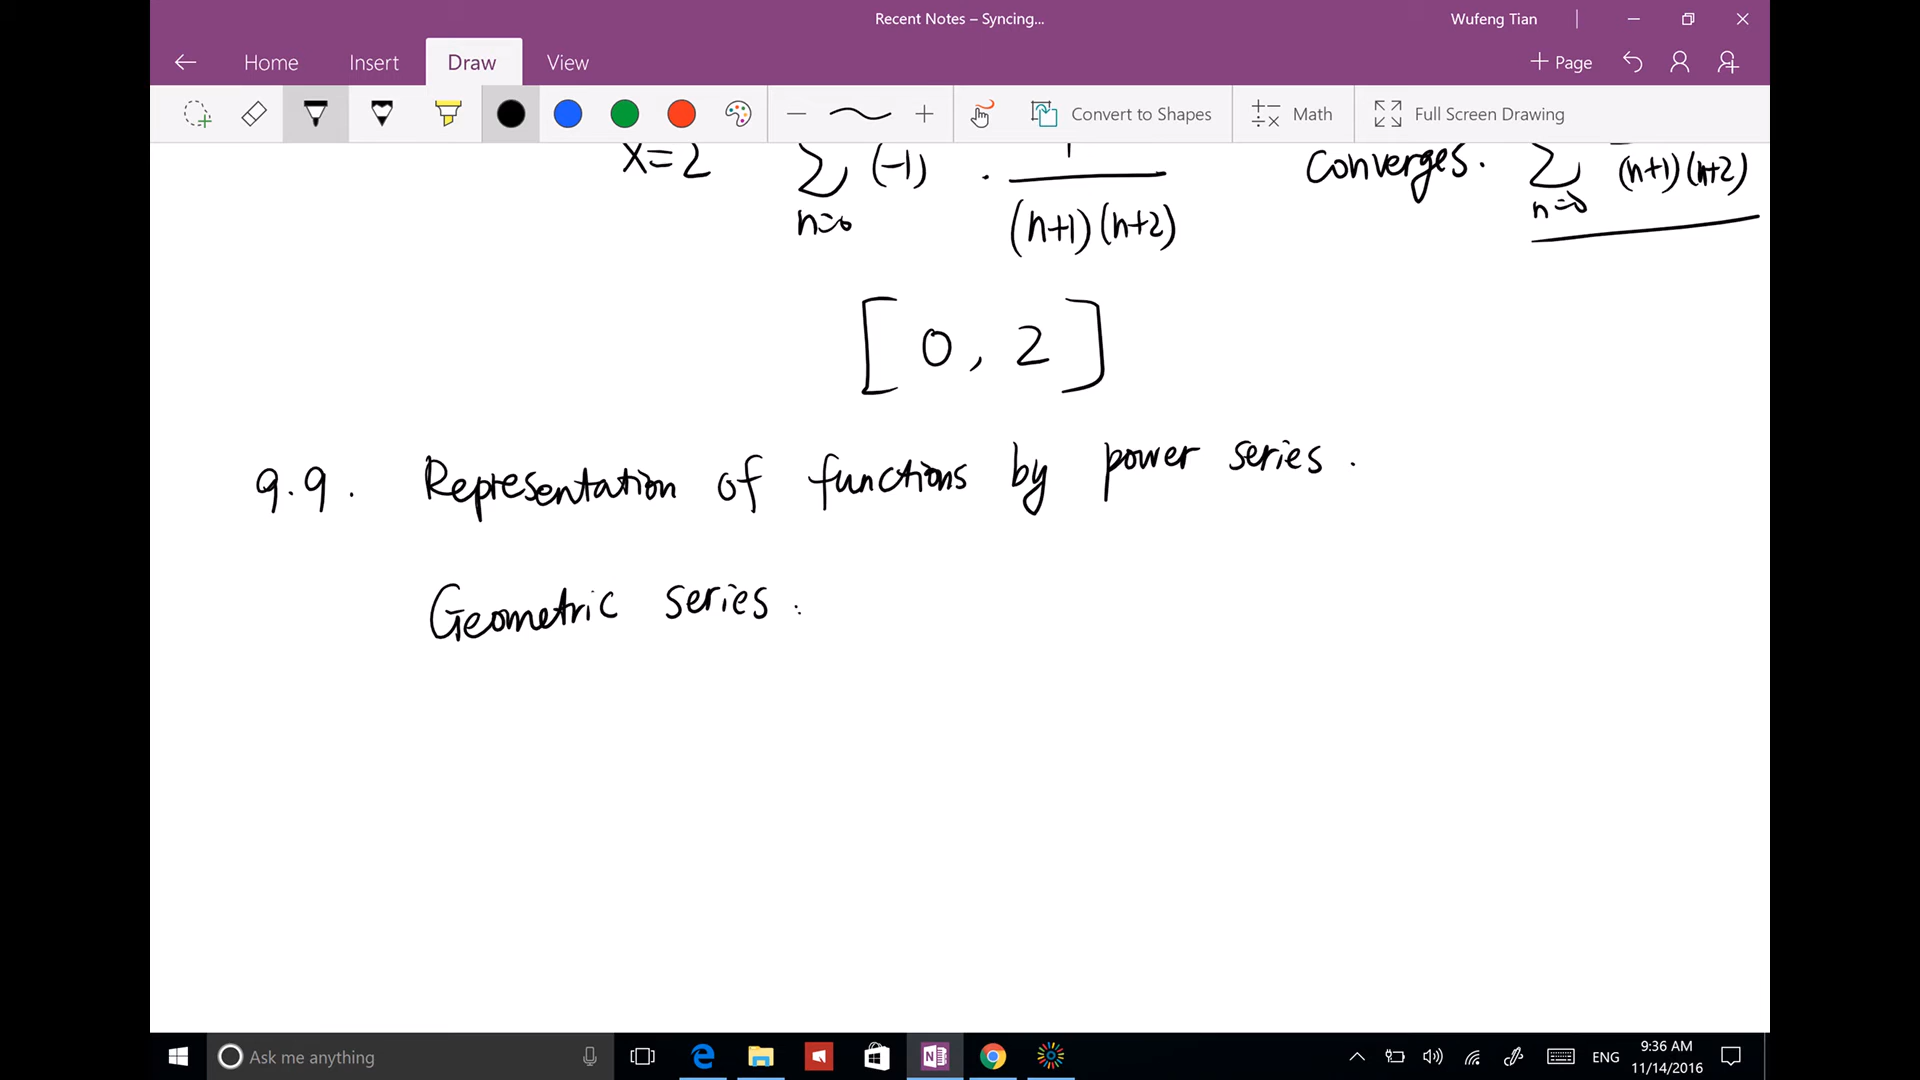 Recent Notes – Syncing...
Wufeng Tian
Home Insert Draw View
Page
Convert to Shapes
Math
Full Screen Drawing
x=2 ∑ (-1) · 1
n=0 (n+1)(n+2)
Converges. ∑ (n+1)(n+2)
n=0
[ 0, 2 ]
9.9. Representation of functions by power series.
Geometric series.
Ask me anything
ENG
9:36 AM
11/14/2016